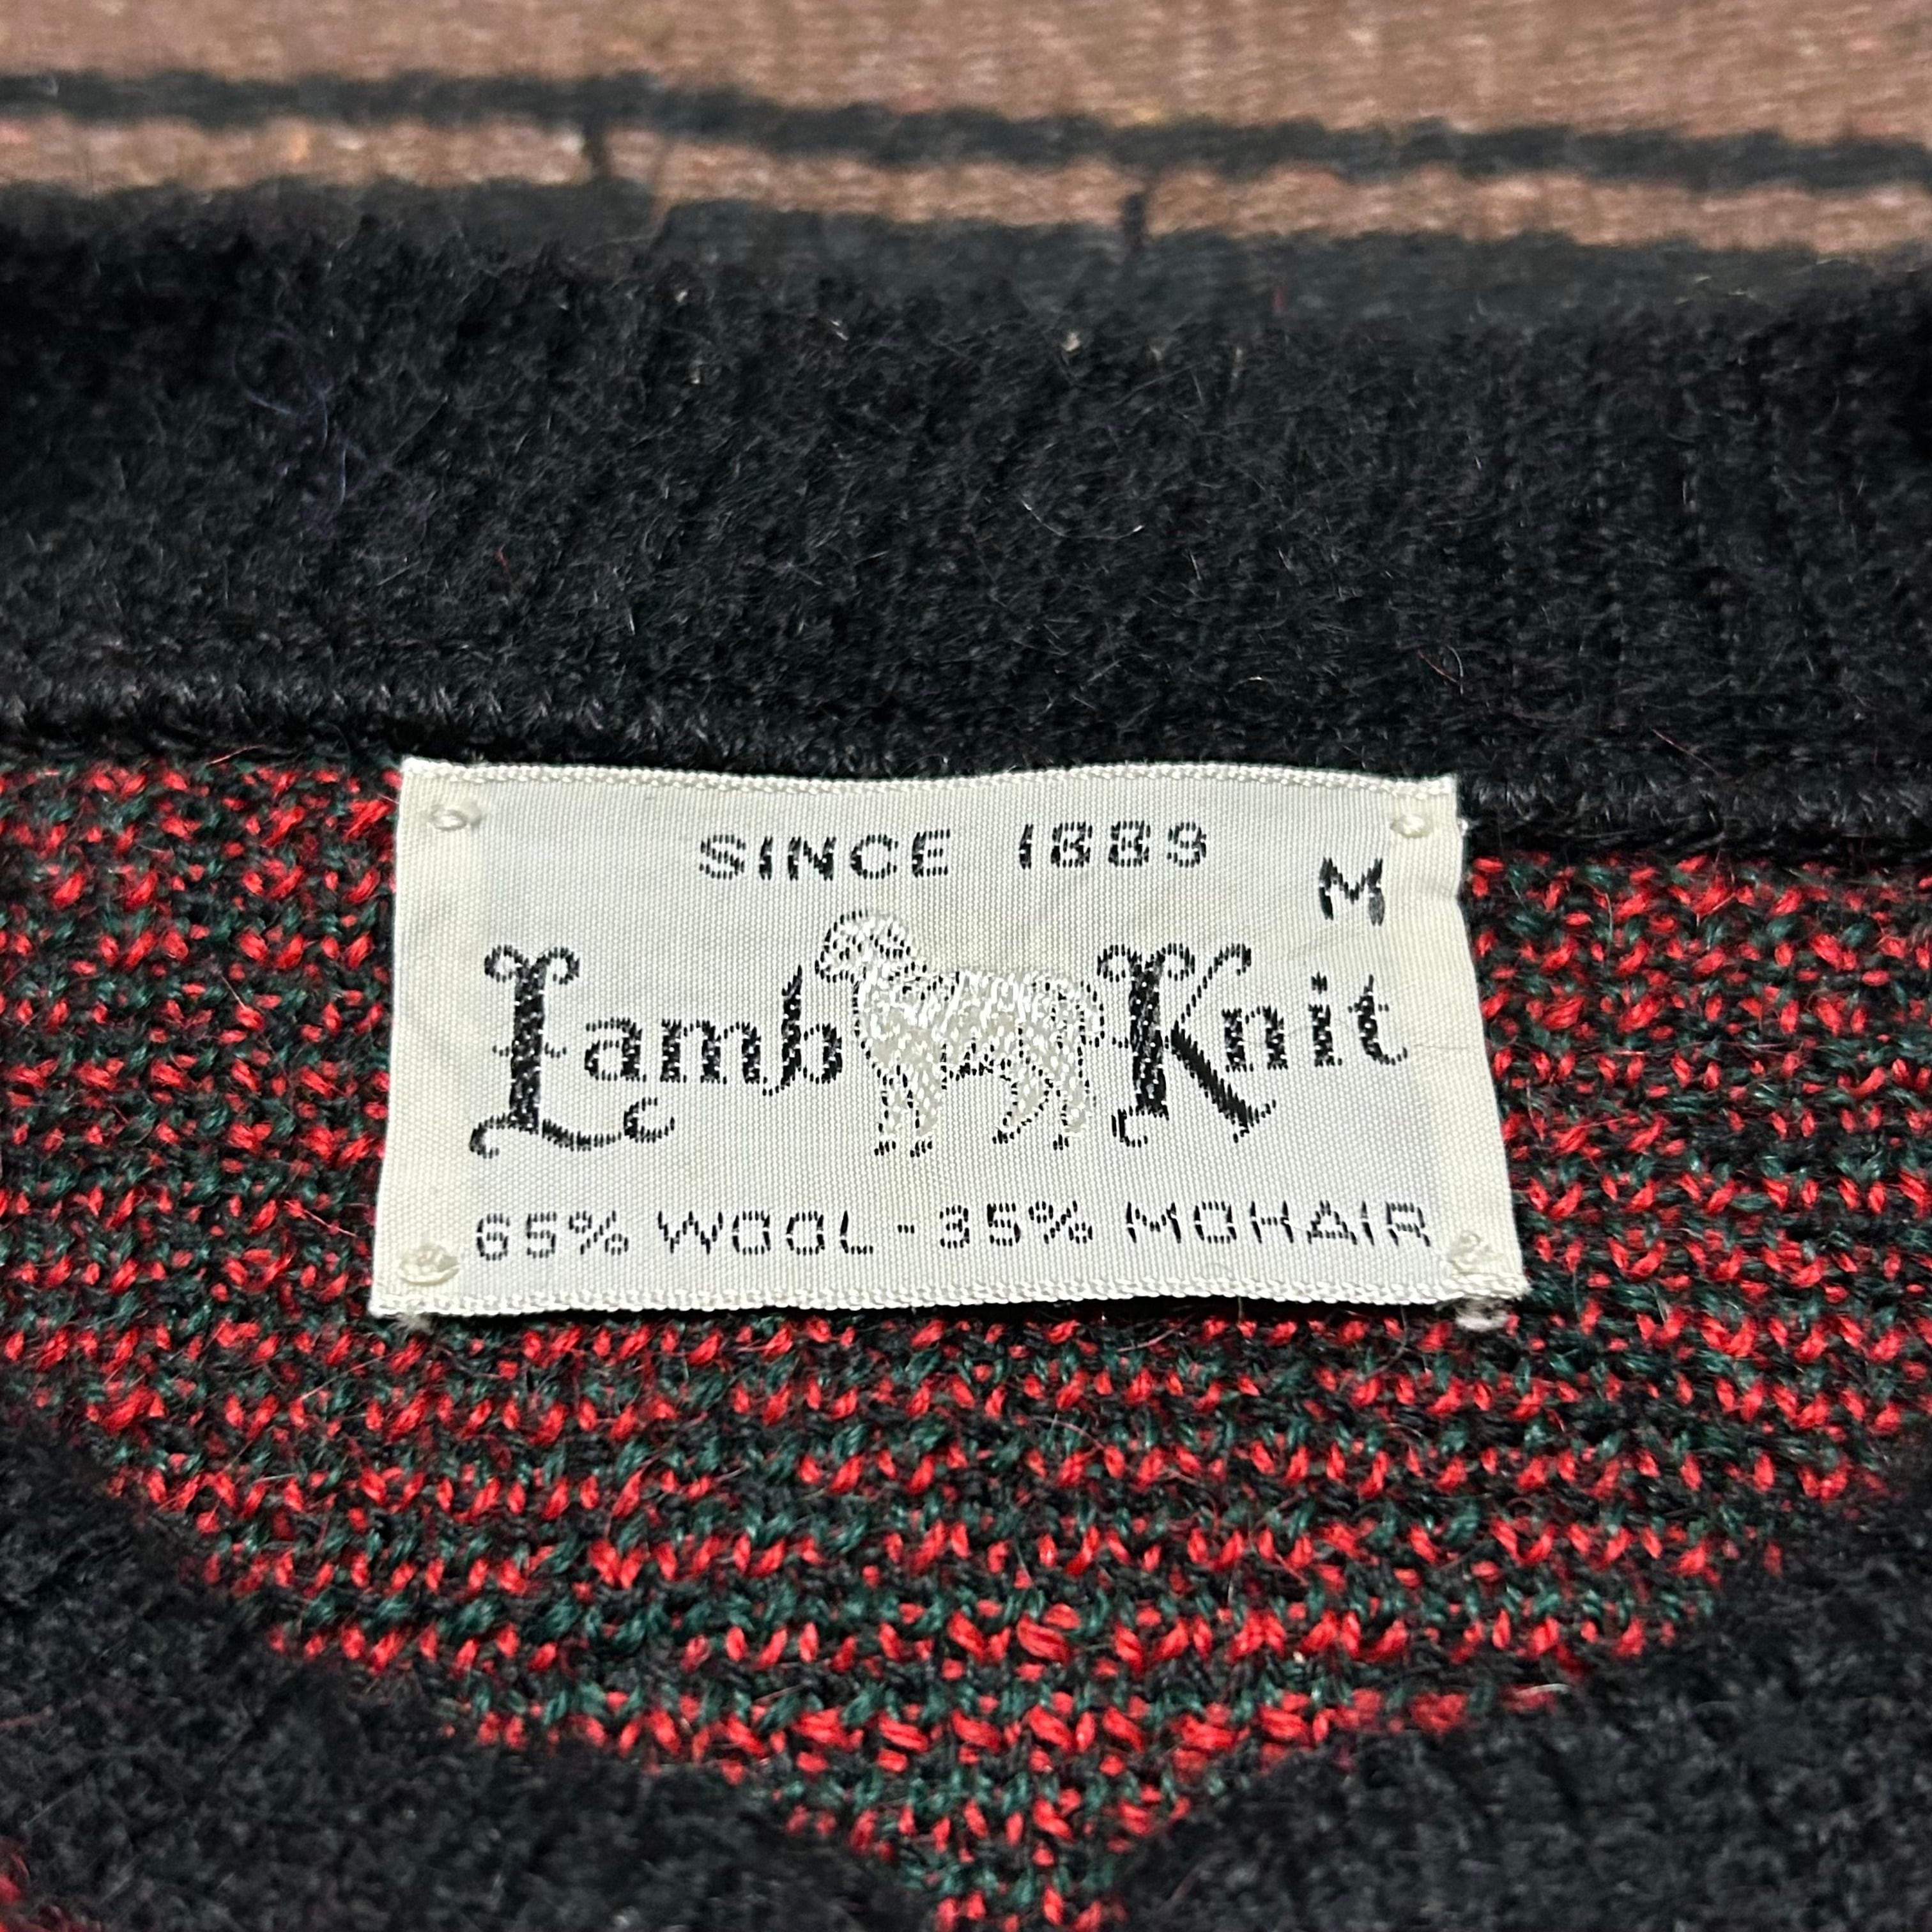 SINCE 1889
M
Lamb Knit
65% WOOL - 35% MOHAIR